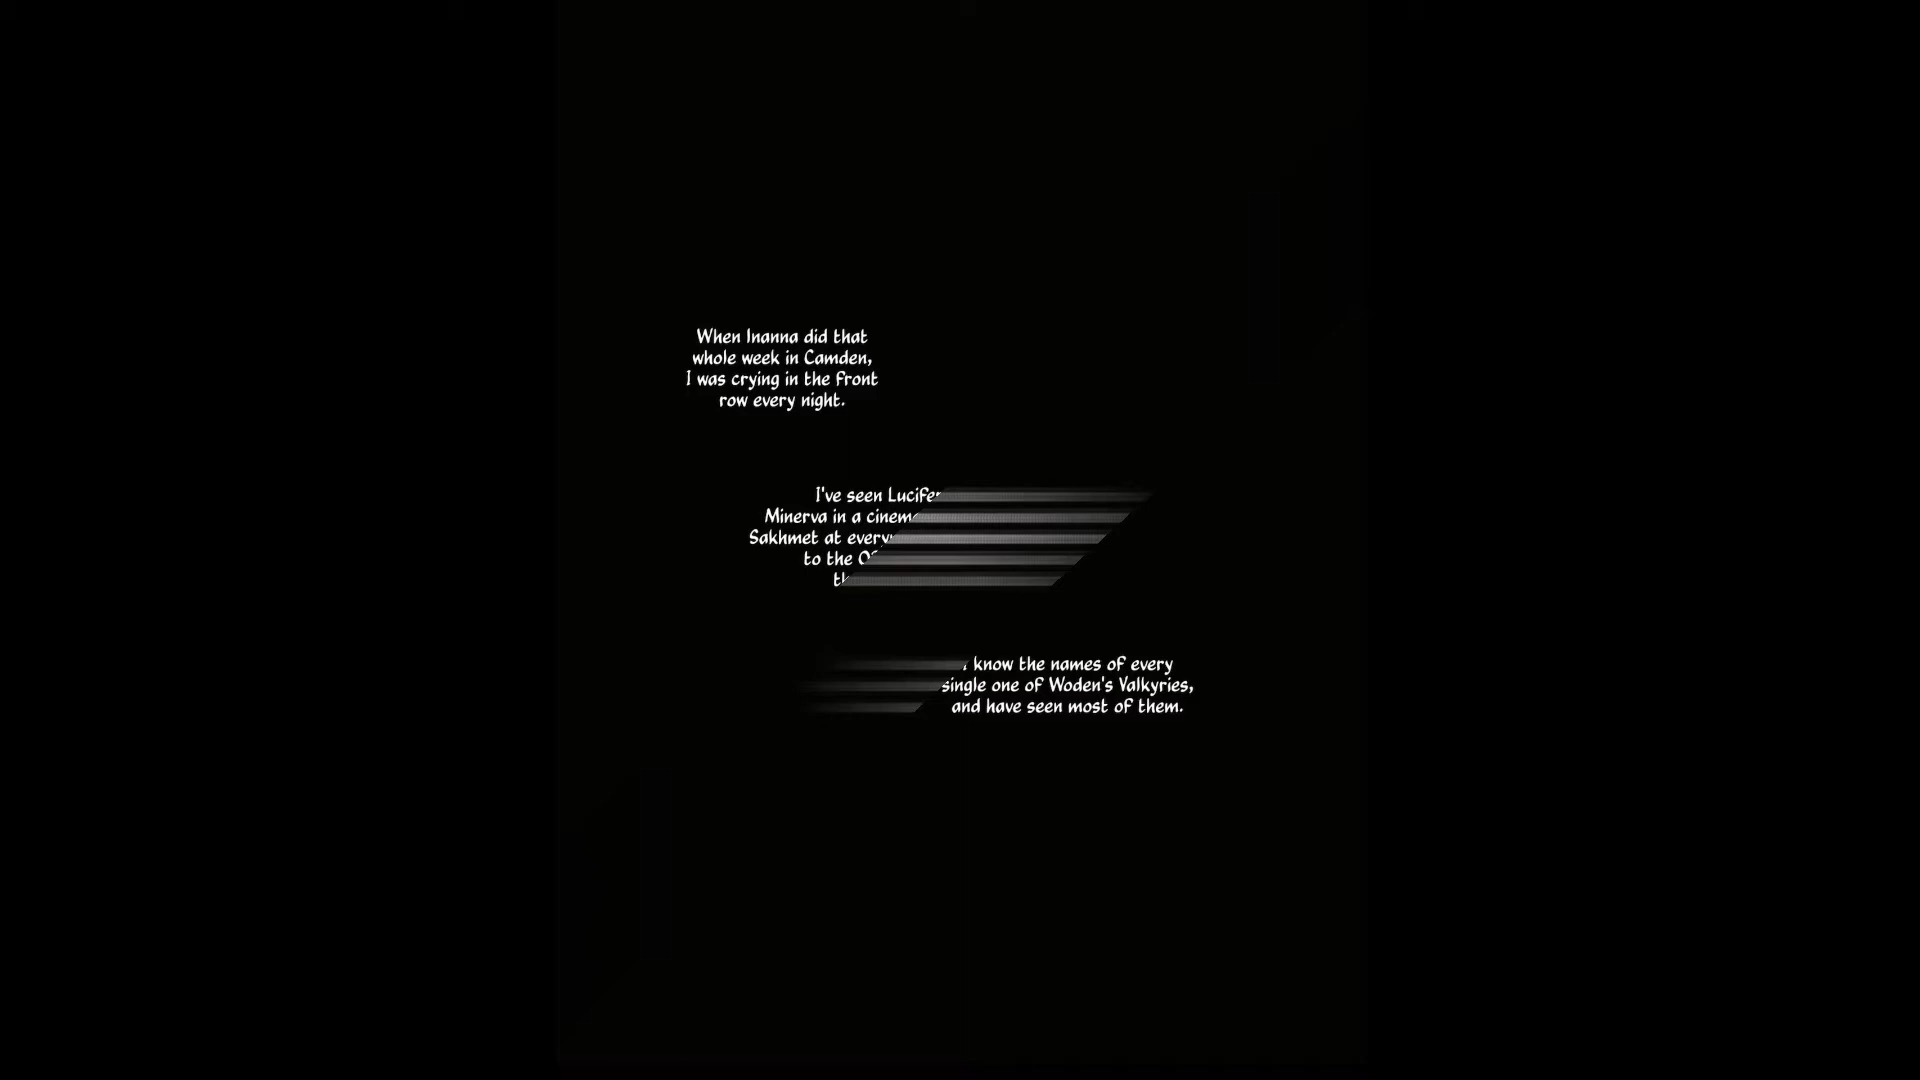 When Inanna did that
whole week in Camden,
I was crying in the front
row every night.
I've seen Lucifer
Minerva in a
Sakhmet at
to the
know the names of every
single one of Woden's Valkyries,
and have seen most of them.